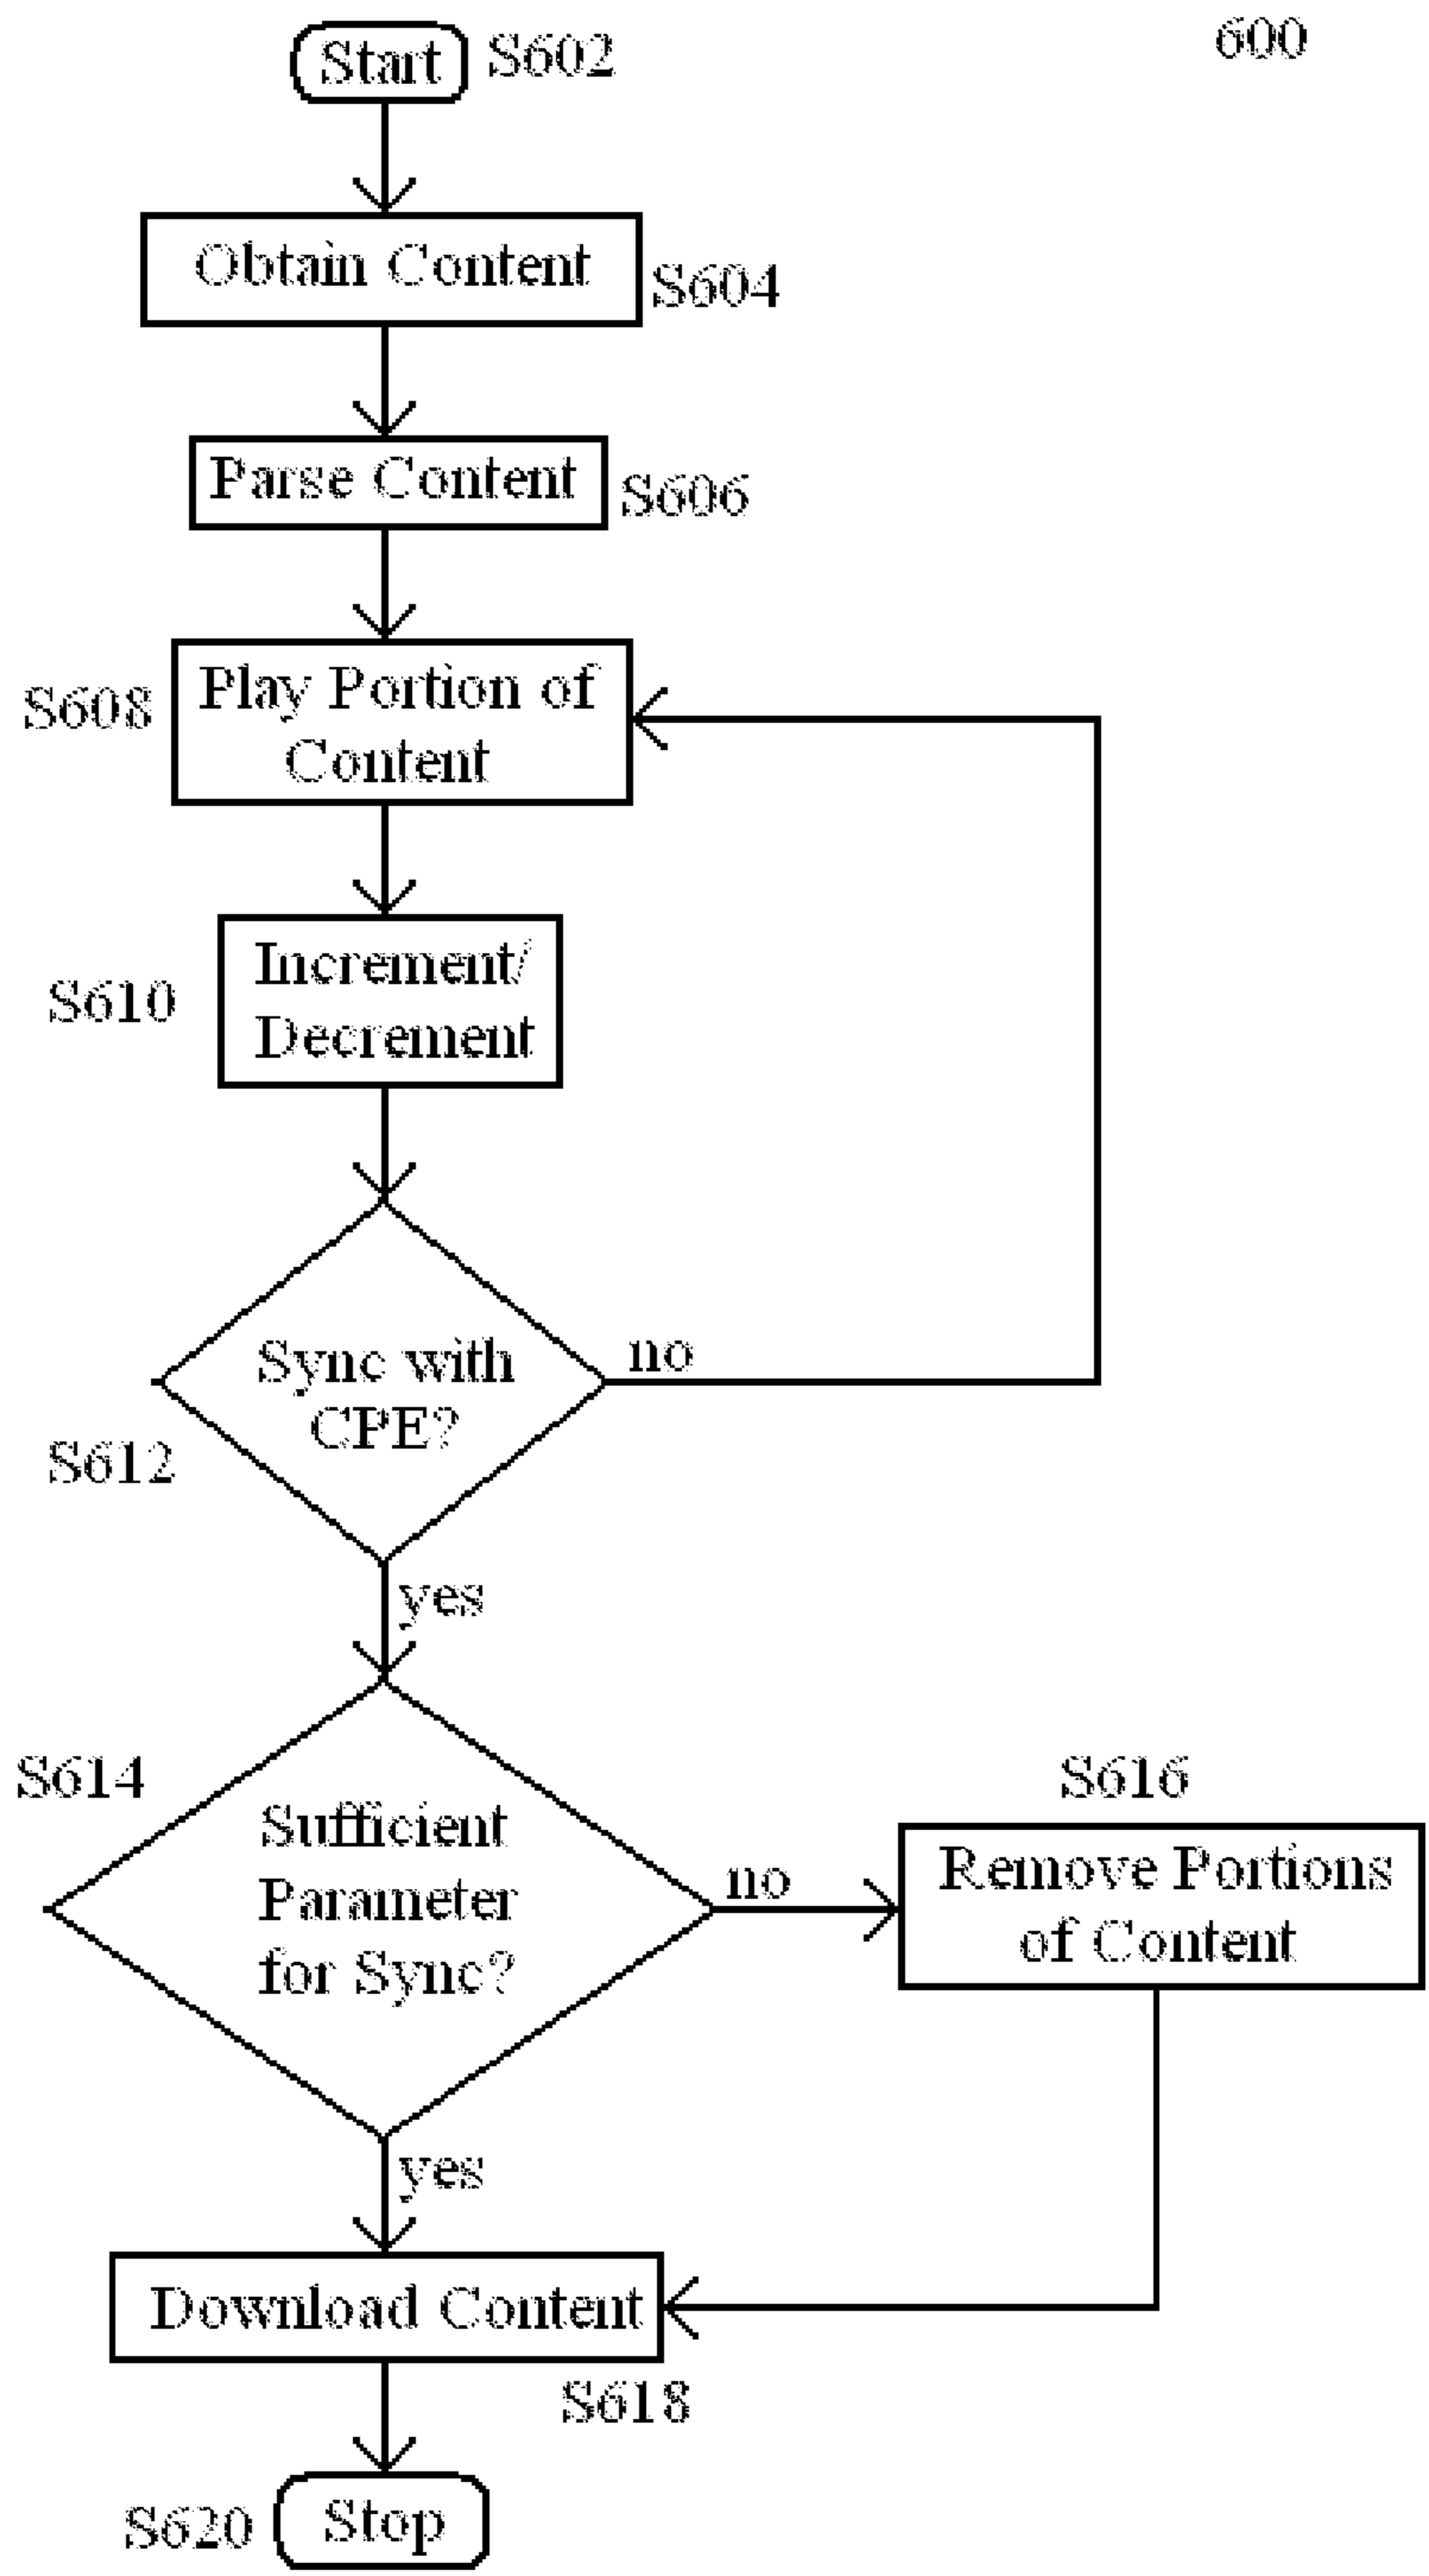 600
Start S602
Obtain Content
S604
Parse Content
S606
Play Portion of
Content
S608
Increment/
Decrement
S610
Sync with
CPE?
no
S612
yes
S614
Sufficient
Parameter
for Sync?
no
S616
Remove Portions
of Content
yes
Download Content
S618
Stop
S620